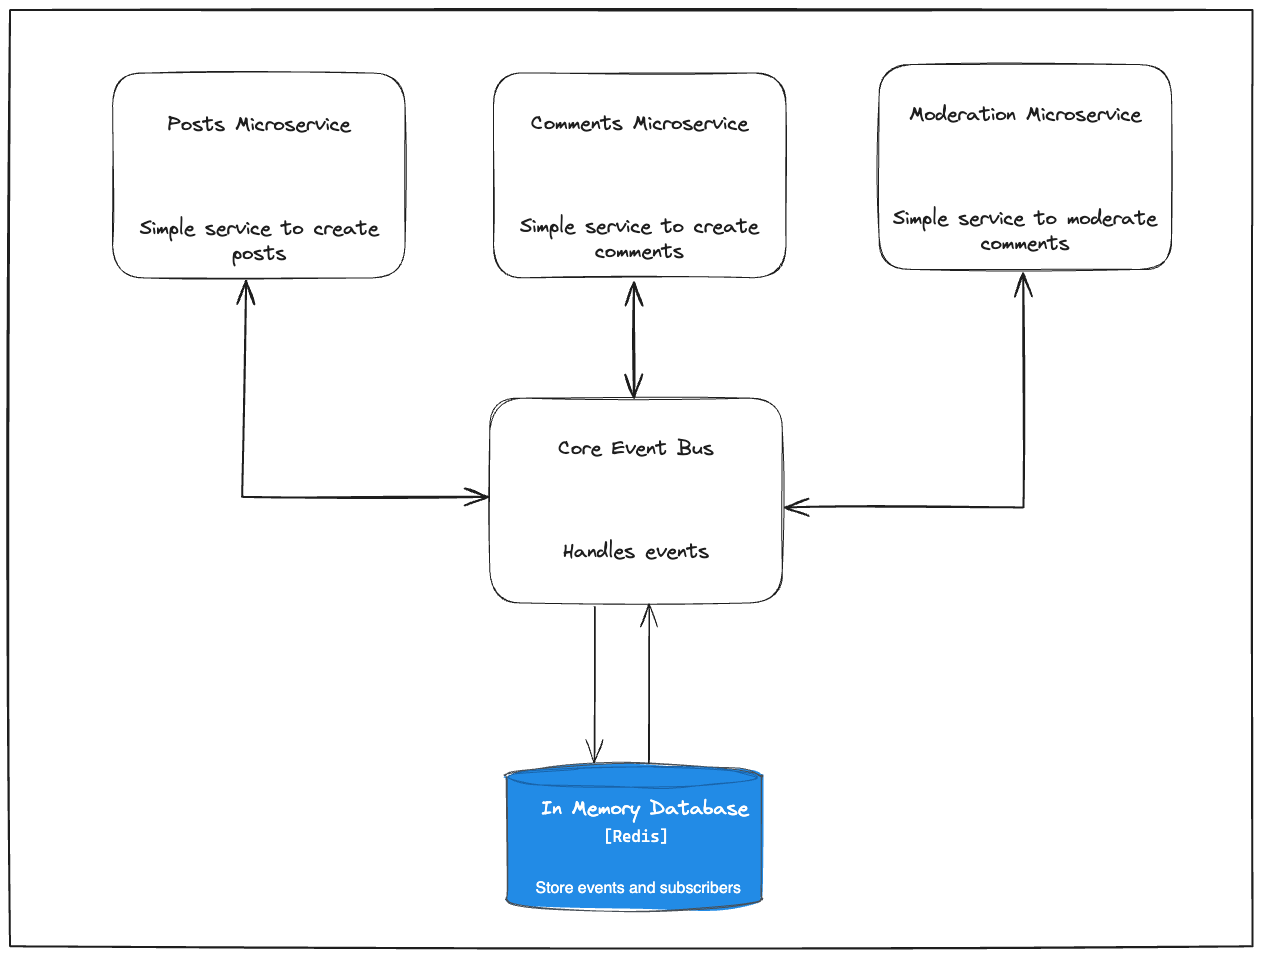 Posts Microservice
Simple service to create
posts
Comments Microservice
Simple service to create
comments
Moderation Microservice
Simple service to moderate
comments
Core Event Bus
Handles events
In Memory Database
[Redis]
Store events and subscribers